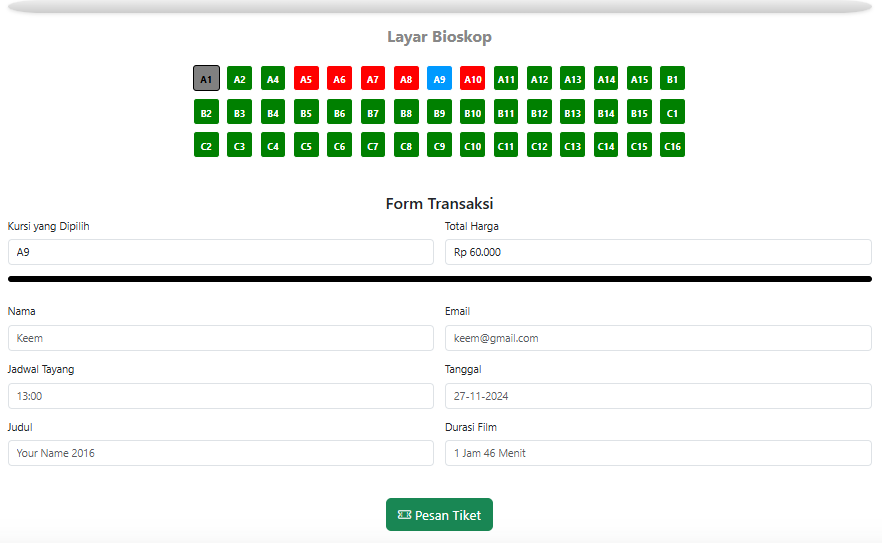 Layar Bioskop
A1 A2 A4 A5 A6 A7 A8 A9 A10 A11 A12 A13 A14 A15 B1
B2 B3 B4 B5 B6 B7 B8 B9 B10 B11 B12 B13 B14 B15 C1
C2 C3 C4 C5 C6 C7 C8 C9 C10 C11 C12 C13 C14 C15 C16
Form Transaksi
Kursi yang Dipilih Total Harga
A9 Rp 60.000
Nama Email
Keem keem@gmail.com
Jadwal Tayang Tanggal
13:00 27-11-2024
Judul Durasi Film
Your Name 2016 1 Jam 46 Menit
Pesan Tiket